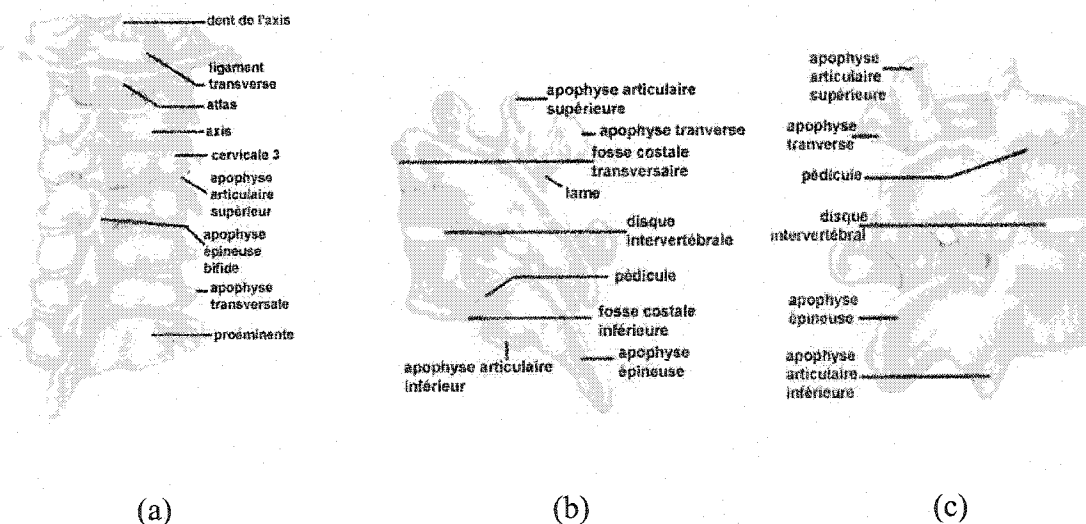 dent de l'axis
ligament
transverse
atlas
axis
cervicale 3
apophyse
articulaire
supérieur
apophyse
épineuse
bifide
apophyse
transversale
proéminente
(a)
apophyse articulaire
supérieure
apophyse tranverse
fosse costale
transversaire
lame
disque
intervertébrale
pédicule
fosse costale
inférieure
apophyse articulaire
inférieur
apophyse
épineuse
(b)
apophyse
articulaire
supérieure
apophyse
tranverse
pédicule
disque
intervertébral
apophyse
épineuse
apophyse
articulaire
inférieure
(c)